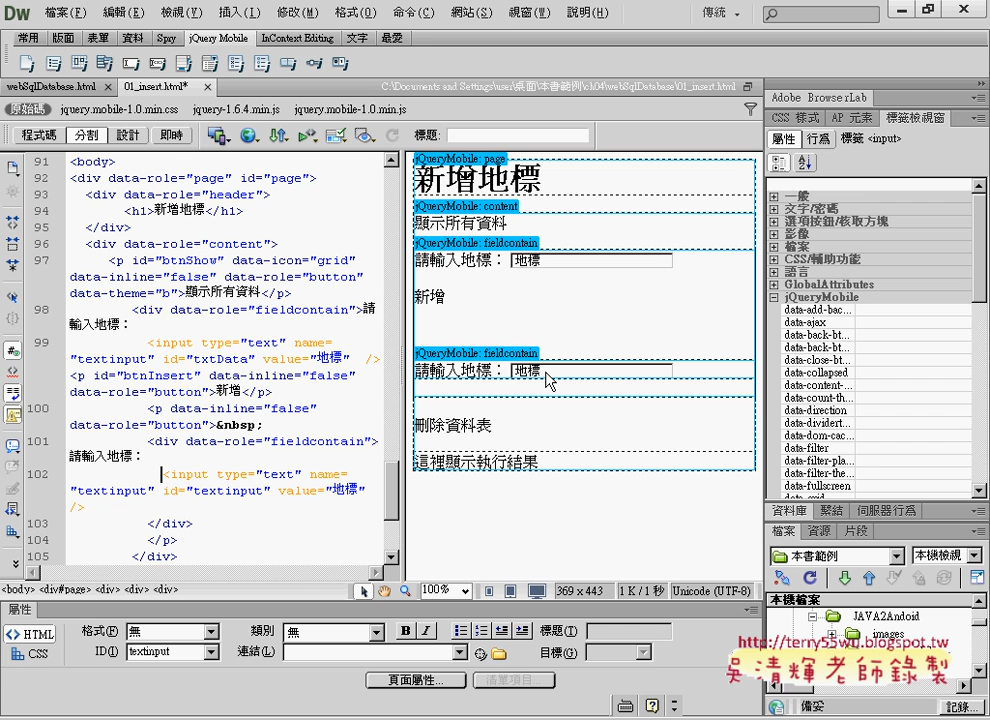 Dw 檔案(F) 編輯(E) 檢視(V) 插入(I) 修改(M) 格式(O) 命令(C) 網站(S) 視窗(W) 說明(H) 傳統
常用 版面 表單 資料 Spry jQuery Mobile InContext Editing 文字 最愛
webSqlDatabase.html 01_insert.html* C:\Documents and Settings\user\桌面\本書範例\ch04\webSqlDatabase\01_insert.html
原始碼 jquery.mobile-1.0.min.css jquery-1.6.4.min.js jquery.mobile-1.0.min.js
程式碼 分割 設計 即時 標題:
91 <body>
92 <div data-role="page" id="page">
93 <div data-role="header">
94 <h1>新增地標</h1>
95 </div>
96 <div data-role="content">
97 <p id="btnShow" data-icon="grid"
data-inline="false" data-role="button"
data-theme="b">顯示所有資料</p>
98 <div data-role="fieldcontain">請
輸入地標:
99 <input type="text" name=
"textinput" id="txtData" value="地標" />
<p id="btnInsert" data-inline="false"
data-role="button">新增</p>
100 <p data-inline="false"
data-role="button">&nbsp;
101 <div data-role="fieldcontain">
請輸入地標:
102 <input type="text" name=
"textinput" id="textinput" value="地標"
/>
103 </div>
104 </p>
105 </div>
jQueryMobile: page
新增地標
jQueryMobile: content
顯示所有資料
jQueryMobile: fieldcontain
請輸入地標: 地標
新增
jQueryMobile: fieldcontain
請輸入地標: 地標
刪除資料表
這裡顯示執行結果
Adobe BrowserLab
CSS 樣式 AP 元素 標籤檢視窗
屬性 行為 標籤 <input>
一般
文字/密碼
選項按鈕/核取方塊
影像
檔案
CSS/輔助功能
語言
GlobalAttributes
jQueryMobile
data-add-bac...
data-ajax
data-back-bt...
data-back-bt...
data-close-bt...
data-collapsed
data-content-...
data-count-th...
data-direction
data-dividert...
data-dom-cac...
data-filter
data-filter-pla...
data-filter-the...
data-fullscreen
資料庫 繫結 伺服器行為
檔案 資源 片段
本書範例 本機檢視
本機檔案
JAVA2Andoid
images
<body> <div#page> <div> <div> <div> 100% 369 x 443 1 K / 1 秒 Unicode (UTF-8)
屬性
<> HTML 格式(F) 無 類別 無 B I 標題(T)
CSS ID(I) textinput 連結(L) 目標(G)
頁面屬性... 清單項目...
http://terry55wu.blogspot.tw
吳清輝老師錄製
備妥 記錄...